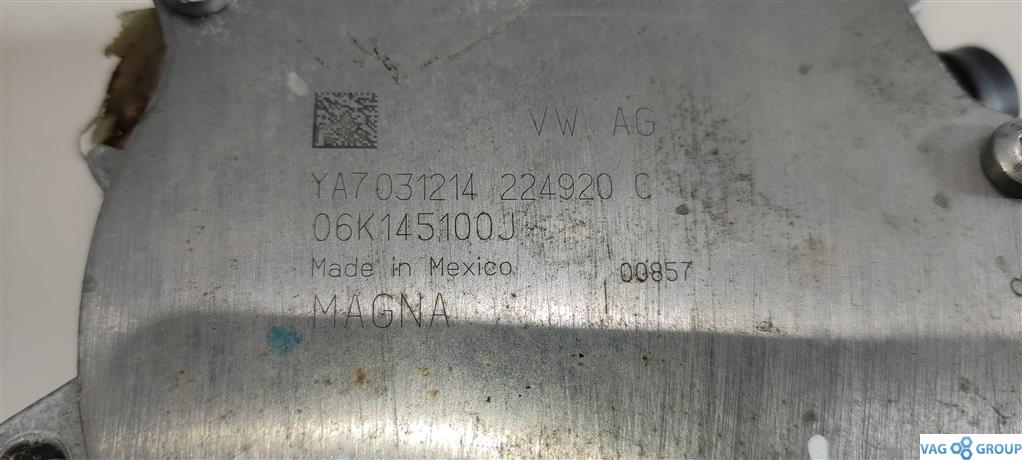 VW AG
YA7031214 224920 C
06K145100J
Made in Mexico 00857
MAGNA
VAG GROUP